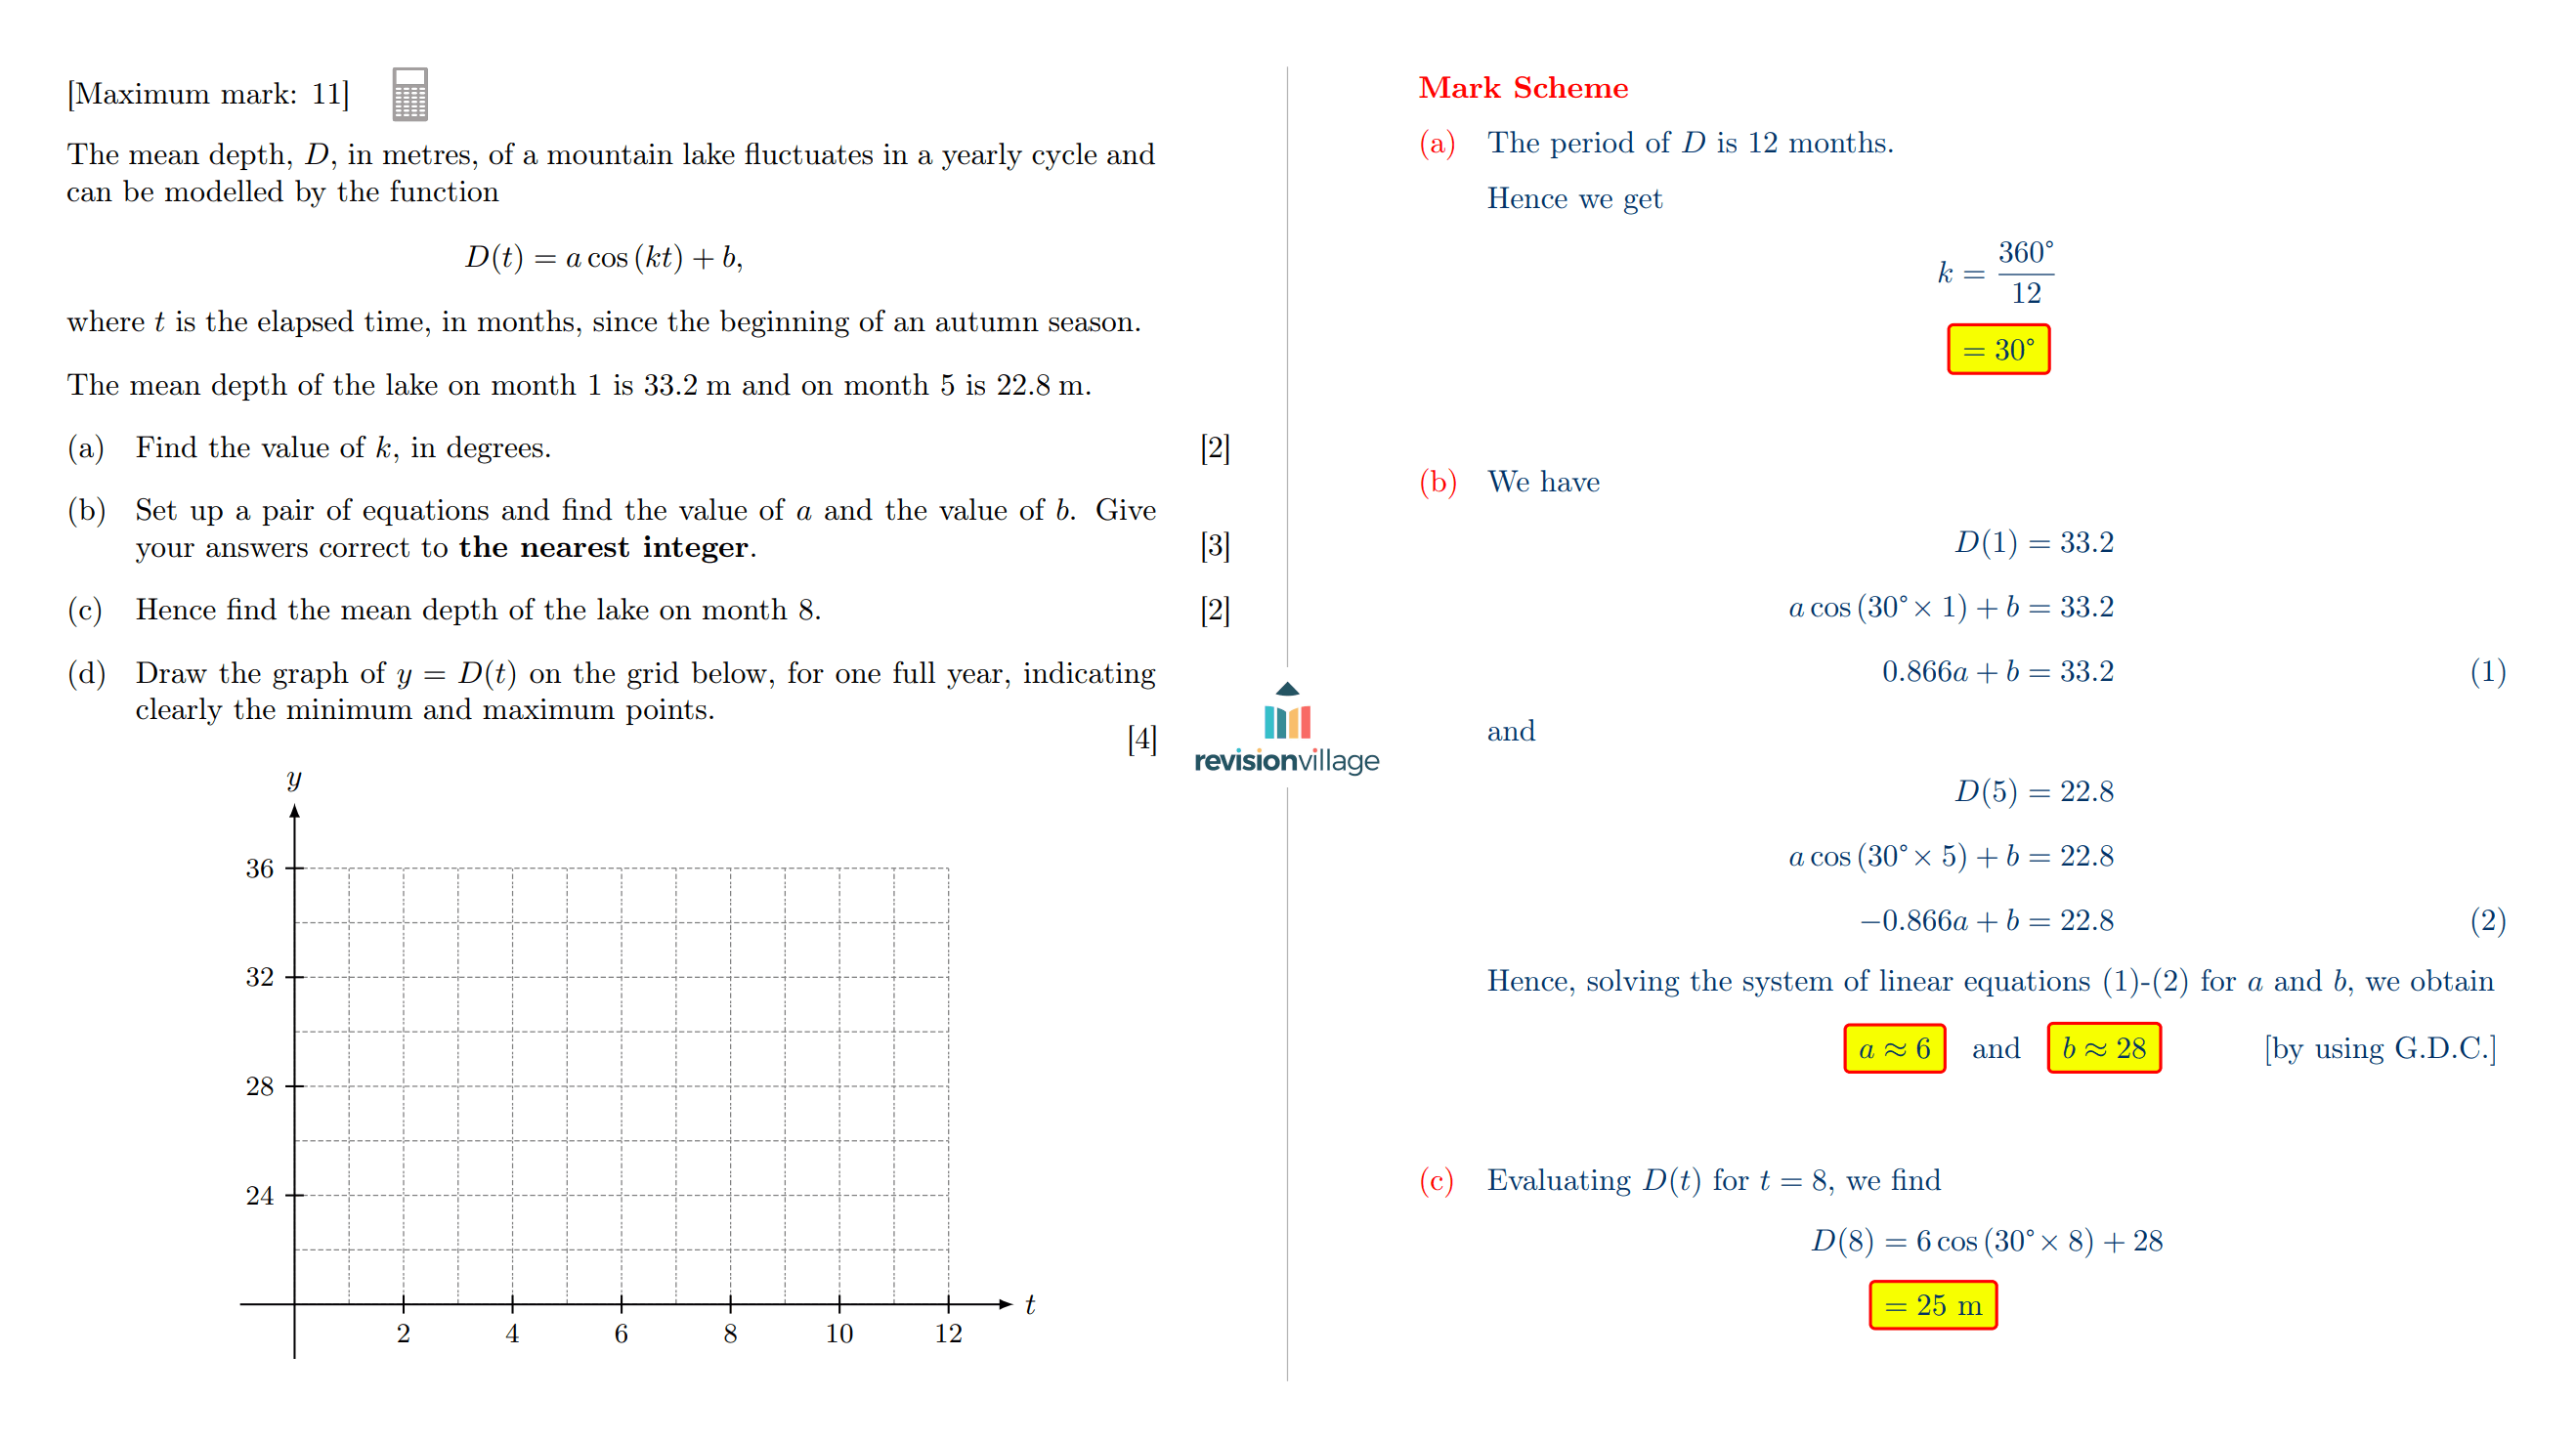 [Maximum mark: 11]
The mean depth, D, in metres, of a mountain lake fluctuates in a yearly cycle and
can be modelled by the function
D(t) = a cos (kt) + b,
where t is the elapsed time, in months, since the beginning of an autumn season.
The mean depth of the lake on month 1 is 33.2 m and on month 5 is 22.8 m.
(a) Find the value of k, in degrees. [2]
(b) Set up a pair of equations and find the value of a and the value of b. Give
your answers correct to the nearest integer. [3]
(c) Hence find the mean depth of the lake on month 8. [2]
(d) Draw the graph of y = D(t) on the grid below, for one full year, indicating
clearly the minimum and maximum points.
[4]
y
36
32
28
24
t
2 4 6 8 10 12
revisionvillage
Mark Scheme
(a) The period of D is 12 months.
Hence we get
k = 360°/12
= 30°
(b) We have
D(1) = 33.2
a cos (30° × 1) + b = 33.2
0.866a + b = 33.2 (1)
and
D(5) = 22.8
a cos (30° × 5) + b = 22.8
−0.866a + b = 22.8 (2)
Hence, solving the system of linear equations (1)-(2) for a and b, we obtain
a ≈ 6 and b ≈ 28 [by using G.D.C.]
(c) Evaluating D(t) for t = 8, we find
D(8) = 6 cos (30° × 8) + 28
= 25 m